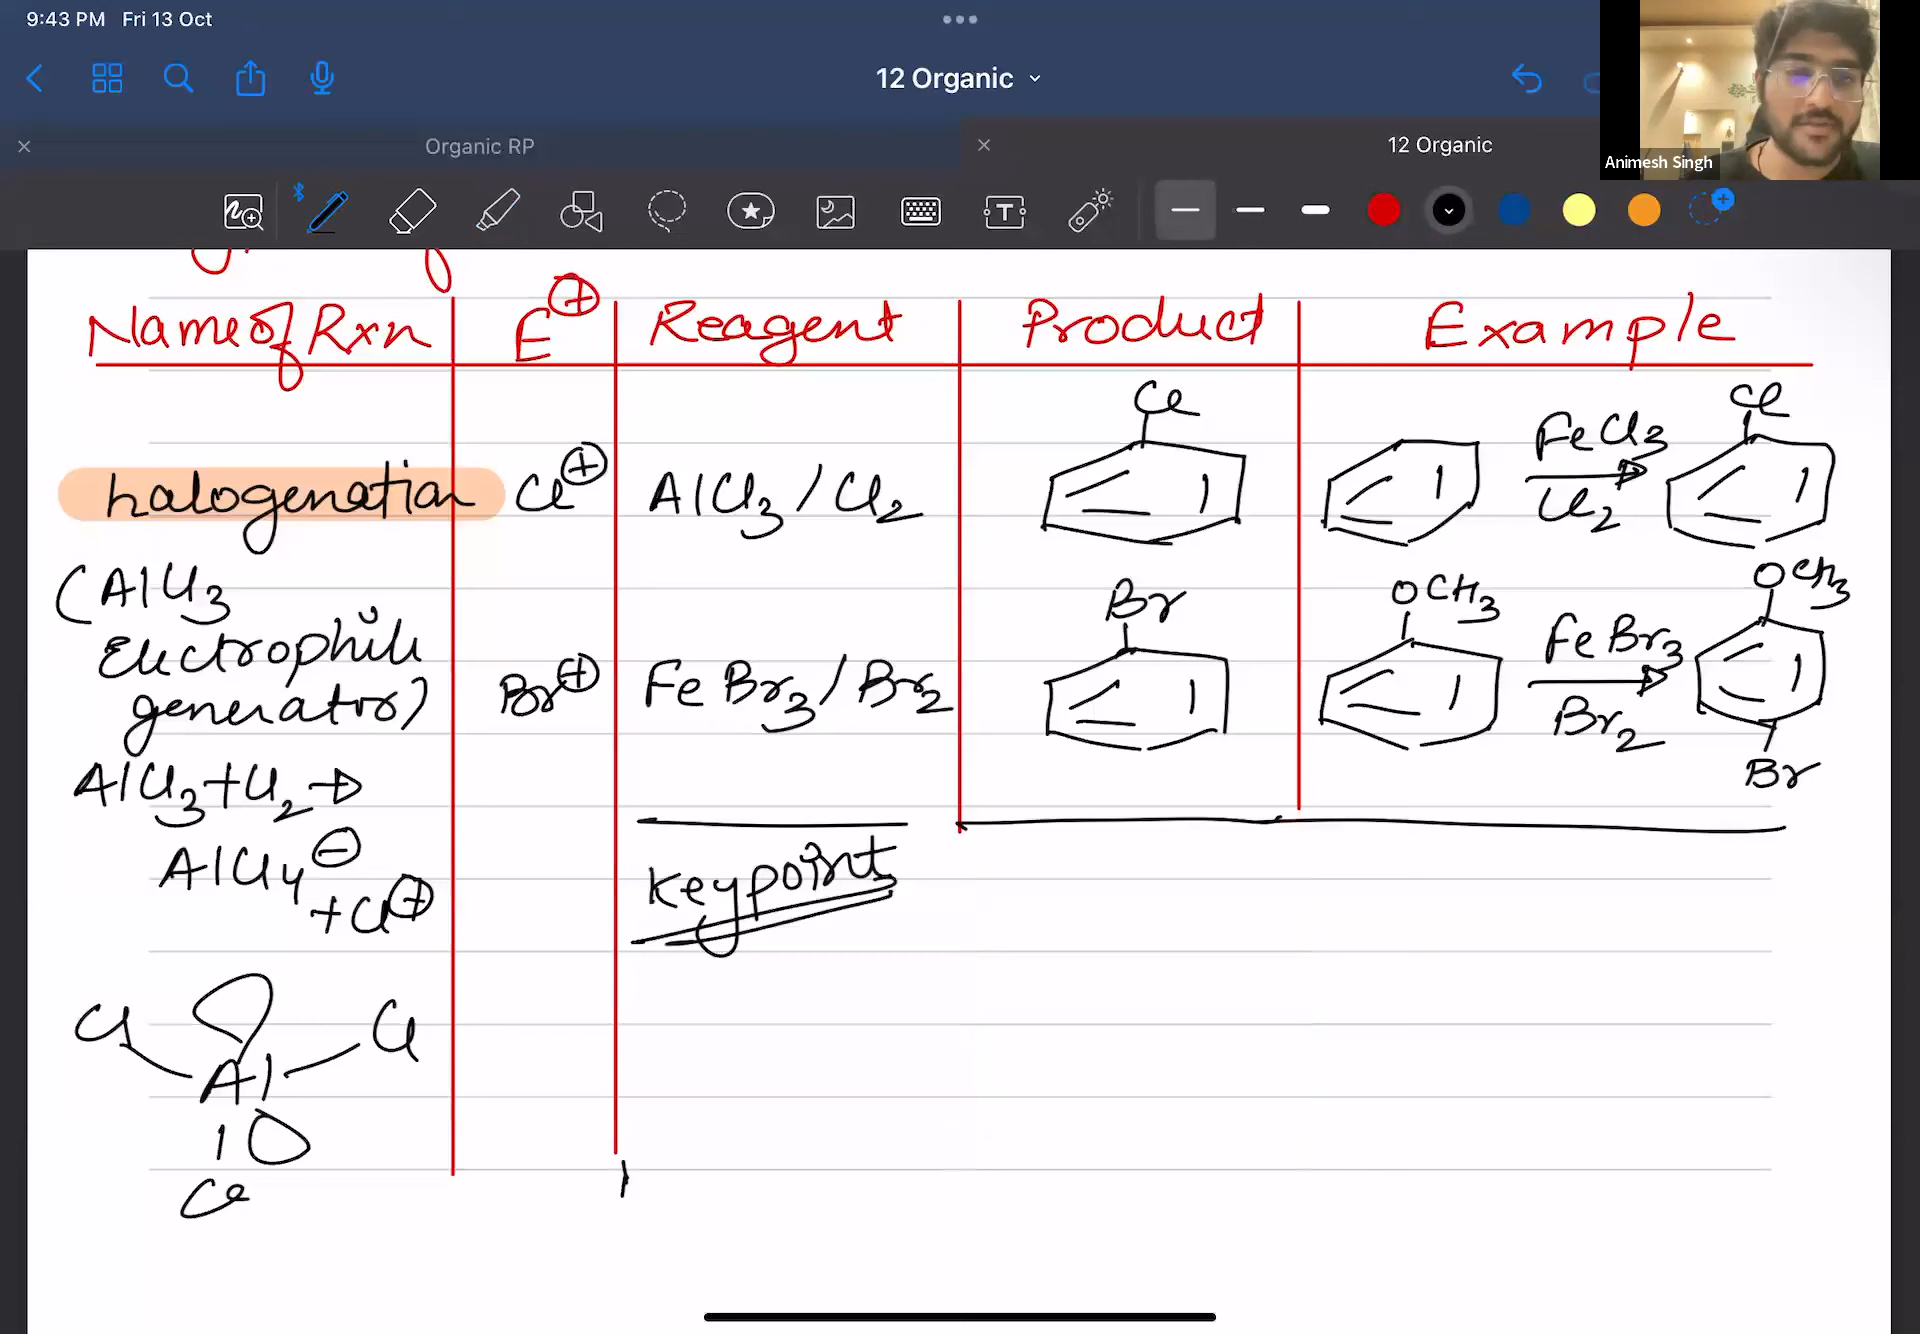 9:43 PM Fri 13 Oct
12 Organic
Organic RP
12 Organic
Animesh Singh
Name of Rxn E⊕ Reagent Product Example
halogenation Cl⊕ AlCl3 / Cl2
Cl
FeCl3
Cl2
Cl
(AlCl3
Electrophile
generator)
Br⊕ FeBr3 / Br2
Br
OCH3
FeBr3
Br2
OCH3
Br
AlCl3 + Cl2 →
AlCl4⊖
+ Cl⊕
Keypoint
Cl Cl
Al
Cl